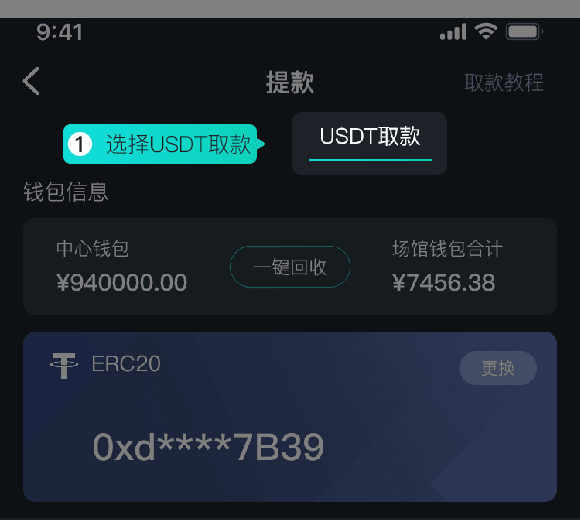 9:41
提款
取款教程
1 选择USDT取款
USDT取款
钱包信息
中心钱包
¥940000.00
一键回收
场馆钱包合计
¥7456.38
ERC20
更换
0xd****7B39